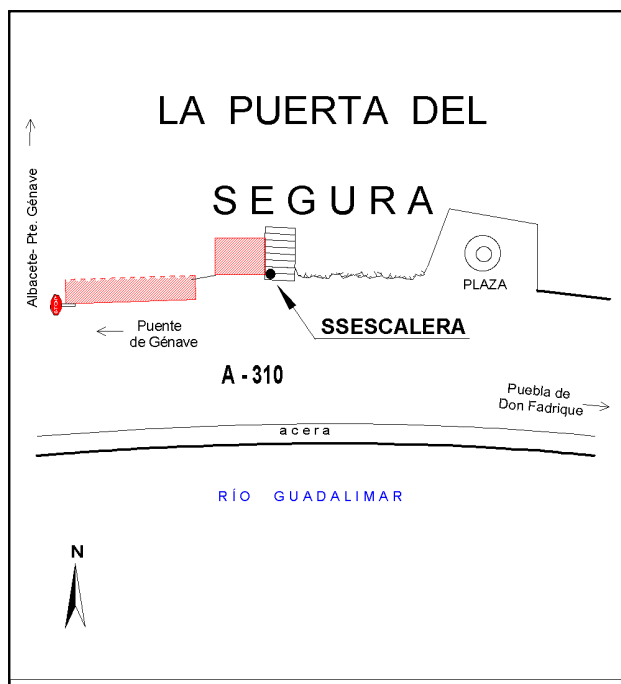 LA PUERTA DEL
SEGURA
Albacete- Pte. Génave
PLAZA
SSESCALERA
Puente
de Génave
A - 310
Puebla de
Don Fadrique
acera
RÍO GUADALIMAR
N